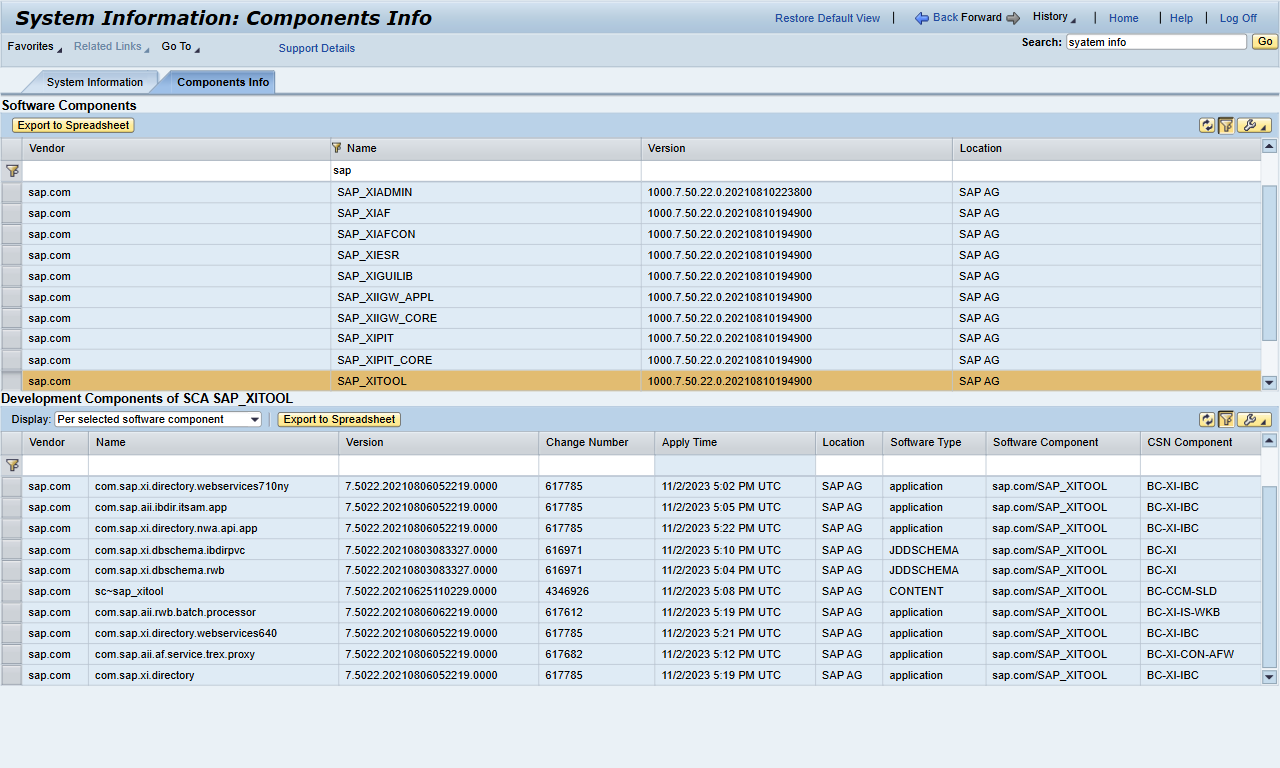 System Information: Components Info
Restore Default View | Back Forward History | Home | Help | Log Off
Favorites Related Links Go To Support Details Search: syatem info Go
System Information Components Info
Software Components
Export to Spreadsheet
Vendor Name Version Location
sap
sap.com SAP_XIADMIN 1000.7.50.22.0.20210810223800 SAP AG
sap.com SAP_XIAF 1000.7.50.22.0.20210810194900 SAP AG
sap.com SAP_XIAFCON 1000.7.50.22.0.20210810194900 SAP AG
sap.com SAP_XIESR 1000.7.50.22.0.20210810194900 SAP AG
sap.com SAP_XIGUILIB 1000.7.50.22.0.20210810194900 SAP AG
sap.com SAP_XIIGW_APPL 1000.7.50.22.0.20210810194900 SAP AG
sap.com SAP_XIIGW_CORE 1000.7.50.22.0.20210810194900 SAP AG
sap.com SAP_XIPIT 1000.7.50.22.0.20210810194900 SAP AG
sap.com SAP_XIPIT_CORE 1000.7.50.22.0.20210810194900 SAP AG
sap.com SAP_XITOOL 1000.7.50.22.0.20210810194900 SAP AG
Development Components of SCA SAP_XITOOL
Display: Per selected software component Export to Spreadsheet
Vendor Name Version Change Number Apply Time Location Software Type Software Component CSN Component
sap.com com.sap.xi.directory.webservices710ny 7.5022.20210806052219.0000 617785 11/2/2023 5:02 PM UTC SAP AG application sap.com/SAP_XITOOL BC-XI-IBC
sap.com com.sap.aii.ibdir.itsam.app 7.5022.20210806052219.0000 617785 11/2/2023 5:05 PM UTC SAP AG application sap.com/SAP_XITOOL BC-XI-IBC
sap.com com.sap.xi.directory.nwa.api.app 7.5022.20210806052219.0000 617785 11/2/2023 5:22 PM UTC SAP AG application sap.com/SAP_XITOOL BC-XI-IBC
sap.com com.sap.xi.dbschema.ibdirpvc 7.5022.20210803083327.0000 616971 11/2/2023 5:10 PM UTC SAP AG JDDSCHEMA sap.com/SAP_XITOOL BC-XI
sap.com com.sap.xi.dbschema.rwb 7.5022.20210803083327.0000 616971 11/2/2023 5:04 PM UTC SAP AG JDDSCHEMA sap.com/SAP_XITOOL BC-XI
sap.com sc~sap_xitool 7.5022.20210625110229.0000 4346926 11/2/2023 5:08 PM UTC SAP AG CONTENT sap.com/SAP_XITOOL BC-CCM-SLD
sap.com com.sap.aii.rwb.batch.processor 7.5022.20210806062219.0000 617612 11/2/2023 5:19 PM UTC SAP AG application sap.com/SAP_XITOOL BC-XI-IS-WKB
sap.com com.sap.xi.directory.webservices640 7.5022.20210806052219.0000 617785 11/2/2023 5:21 PM UTC SAP AG application sap.com/SAP_XITOOL BC-XI-IBC
sap.com com.sap.aii.af.service.trex.proxy 7.5022.20210806052219.0000 617682 11/2/2023 5:12 PM UTC SAP AG application sap.com/SAP_XITOOL BC-XI-CON-AFW
sap.com com.sap.xi.directory 7.5022.20210806052219.0000 617785 11/2/2023 5:19 PM UTC SAP AG application sap.com/SAP_XITOOL BC-XI-IBC